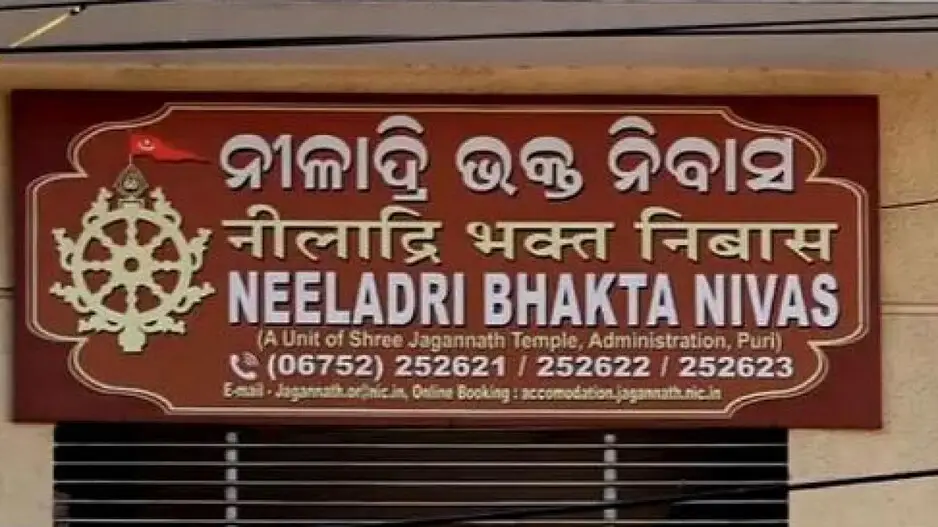 ନୀଳାଦ୍ରି ଭକ୍ତ ନିବାସ
नीलाद्रि भक्त निबास
NEELADRI BHAKTA NIVAS
(A Unit of Shree Jagannath Temple, Administration, Puri)
(06752) 252621 / 252622 / 252623
E-mail - Jagannath.or@nic.in, Online Booking : accomodation.jagannath.nic.in